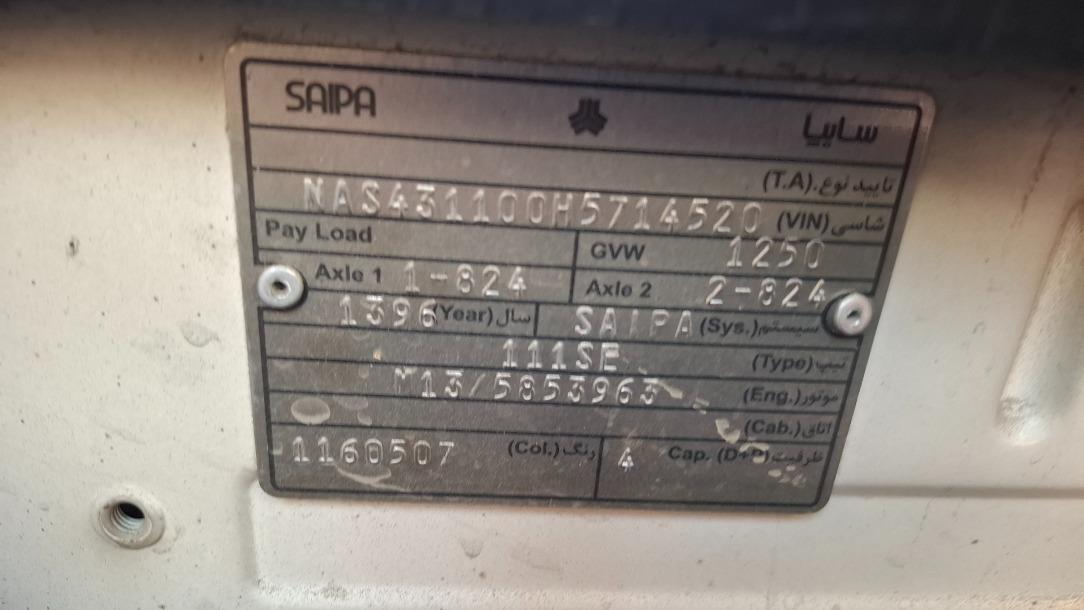 SAIPA سایپا
تایید نوع.(T.A)
NAS431100H5714520 شاسی (VIN)
Pay Load GVW 1250
Axle 1 1-824 Axle 2 2-824
1396 سال (Year) SAIPA سیستم (Sys.)
111SE تیپ (Type)
M13/5853963 موتور (Eng.)
اتاق (Cab.)
1160507 رنگ (Col.) 4 Cap. (D+P) ظرفیت